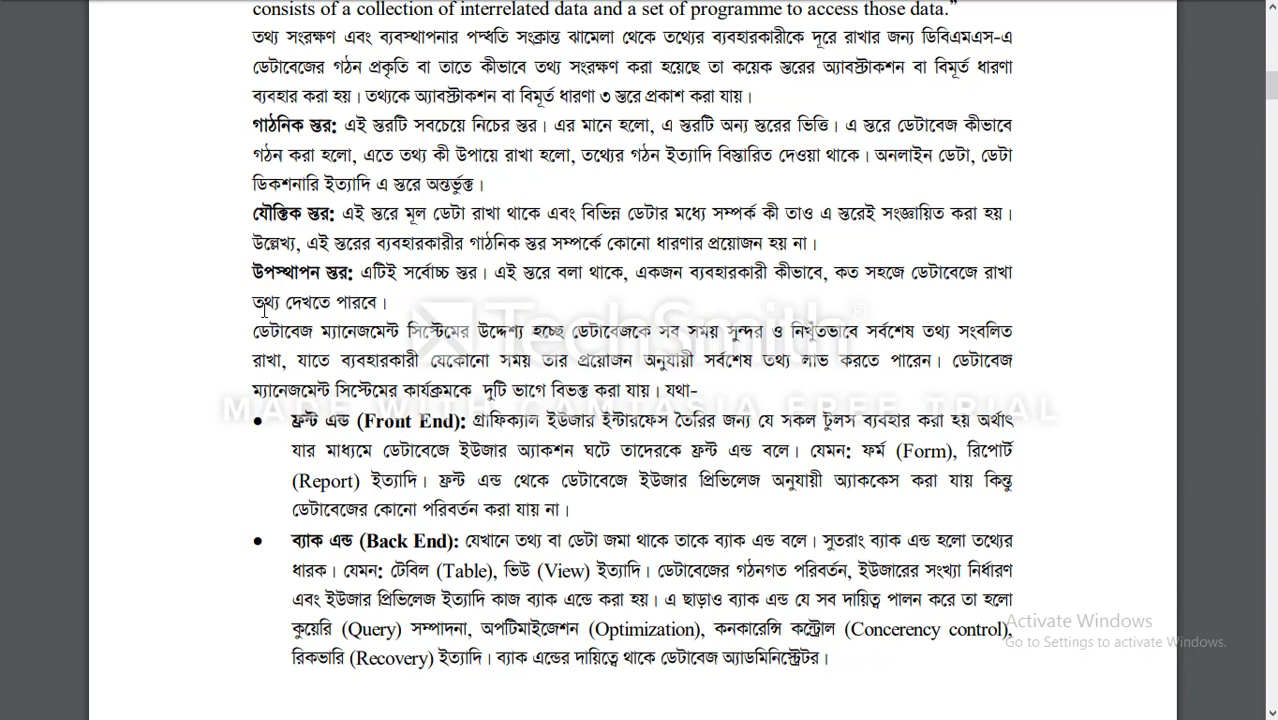 consists of a collection of interrelated data and a set of programme to access those data."
তথ্য সংরক্ষণ এবং ব্যবস্থাপনার পদ্ধতি সংক্রান্ত ঝামেলা থেকে তথ্যের ব্যবহারকারীকে দূরে রাখার জন্য ডিবিএমএস-এ
ডেটাবেজের গঠন প্রকৃতি বা তাতে কীভাবে তথ্য সংরক্ষণ করা হয়েছে তা কয়েক স্তরের অ্যাবস্ট্রাকশন বা বিমূর্ত ধারণা
ব্যবহার করা হয়। তথ্যকে অ্যাবস্ট্রাকশন বা বিমূর্ত ধারণা ৩ স্তরে প্রকাশ করা যায়।
গাঠনিক স্তর: এই স্তরটি সবচেয়ে নিচের স্তর। এর মানে হলো, এ স্তরটি অন্য স্তরের ভিত্তি। এ স্তরে ডেটাবেজ কীভাবে
গঠন করা হলো, এতে তথ্য কী উপায়ে রাখা হলো, তথ্যের গঠন ইত্যাদি বিস্তারিত দেওয়া থাকে। অনলাইন ডেটা, ডেটা
ডিকশনারি ইত্যাদি এ স্তরে অন্তর্ভুক্ত।
যৌক্তিক স্তর: এই স্তরে মূল ডেটা রাখা থাকে এবং বিভিন্ন ডেটার মধ্যে সম্পর্ক কী তাও এ স্তরেই সংজ্ঞায়িত করা হয়।
উল্লেখ্য, এই স্তরের ব্যবহারকারীর গাঠনিক স্তর সম্পর্কে কোনো ধারণার প্রয়োজন হয় না।
উপস্থাপন স্তর: এটিই সর্বোচ্চ স্তর। এই স্তরে বলা থাকে, একজন ব্যবহারকারী কীভাবে, কত সহজে ডেটাবেজে রাখা
তথ্য দেখতে পারবে।
TechSmith®
ডেটাবেজ ম্যানেজমেন্ট সিস্টেমের উদ্দেশ্য হচ্ছে ডেটাবেজকে সব সময় সুন্দর ও নিখুঁতভাবে সর্বশেষ তথ্য সংবলিত
রাখা, যাতে ব্যবহারকারী যেকোনো সময় তার প্রয়োজন অনুযায়ী সর্বশেষ তথ্য লাভ করতে পারেন। ডেটাবেজ
ম্যানেজমেন্ট সিস্টেমের কার্যক্রমকে দুটি ভাগে বিভক্ত করা যায়। যথা-
MADE WITH CAMTASIA FREE TRIAL
• ফ্রন্ট এন্ড (Front End): গ্রাফিক্যাল ইউজার ইন্টারফেস তৈরির জন্য যে সকল টুলস ব্যবহার করা হয় অর্থাৎ
যার মাধ্যমে ডেটাবেজে ইউজার অ্যাকশন ঘটে তাদেরকে ফ্রন্ট এন্ড বলে। যেমন: ফর্ম (Form), রিপোর্ট
(Report) ইত্যাদি। ফ্রন্ট এন্ড থেকে ডেটাবেজে ইউজার প্রিভিলেজ অনুযায়ী অ্যাককেস করা যায় কিন্তু
ডেটাবেজের কোনো পরিবর্তন করা যায় না।
• ব্যাক এন্ড (Back End): যেখানে তথ্য বা ডেটা জমা থাকে তাকে ব্যাক এন্ড বলে। সুতরাং ব্যাক এন্ড হলো তথ্যের
ধারক। যেমন: টেবিল (Table), ভিউ (View) ইত্যাদি। ডেটাবেজের গঠনগত পরিবর্তন, ইউজারের সংখ্যা নির্ধারণ
এবং ইউজার প্রিভিলেজ ইত্যাদি কাজ ব্যাক এন্ডে করা হয়। এ ছাড়াও ব্যাক এন্ড যে সব দায়িত্ব পালন করে তা হলো
কুয়েরি (Query) সম্পাদনা, অপটিমাইজেশন (Optimization), কনকারেন্সি কন্ট্রোল (Concerency control),
রিকভারি (Recovery) ইত্যাদি। ব্যাক এন্ডের দায়িত্বে থাকে ডেটাবেজ অ্যাডমিনিস্ট্রেটর।
Activate Windows
Go to Settings to activate Windows.